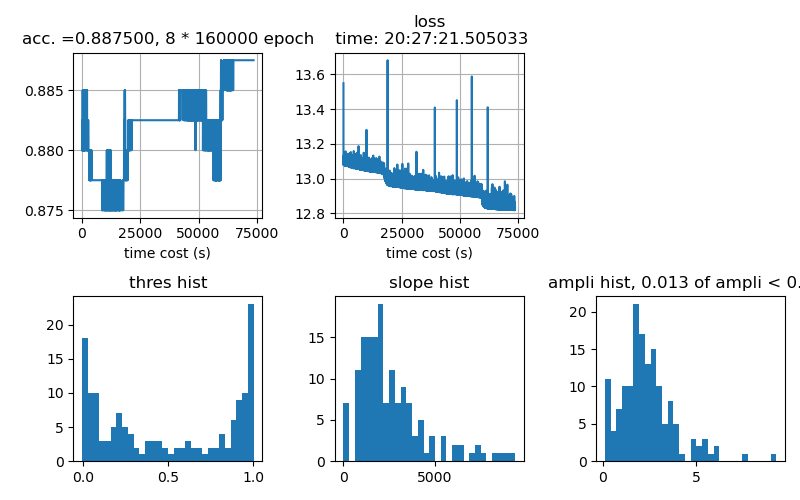 acc. =0.887500, 8 * 160000 epoch
0.885
0.880
0.875
0 25000 50000 75000
time cost (s)
loss
time: 20:27:21.505033
13.6
13.4
13.2
13.0
12.8
0 25000 50000 75000
time cost (s)
thres hist
20
15
10
5
0
0.0 0.5 1.0
slope hist
15
10
5
0
0 5000
ampli hist, 0.013 of ampli < 0.
20
15
10
5
0
0 5